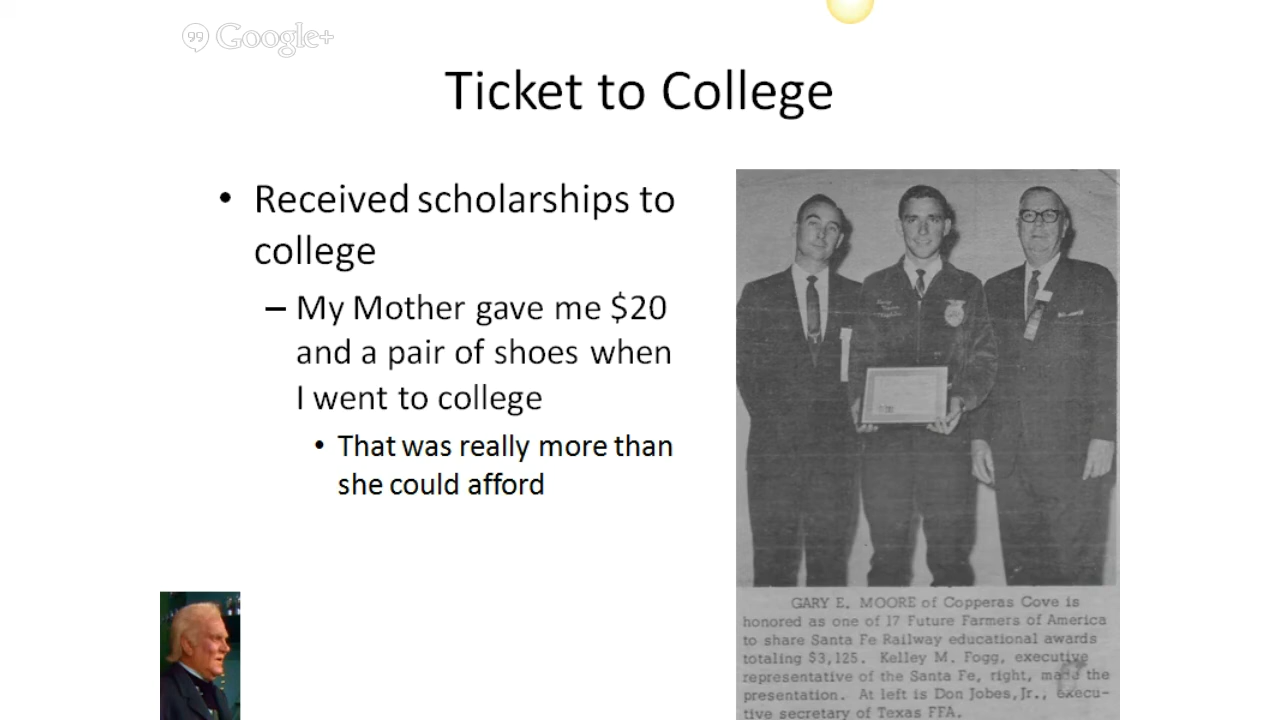 Google+
Ticket to College
• Received scholarships to
college
– My Mother gave me $20
and a pair of shoes when
I went to college
• That was really more than
she could afford
GARY E. MOORE of Copperas Cove is
honored as one of 17 Future Farmers of America
to share Santa Fe Railway educational awards
totaling $3,125. Kelley M. Fogg, executive
representative of the Santa Fe, right, made the
presentation. At left is Don Jobes, Jr., execu-
tive secretary of Texas FFA.